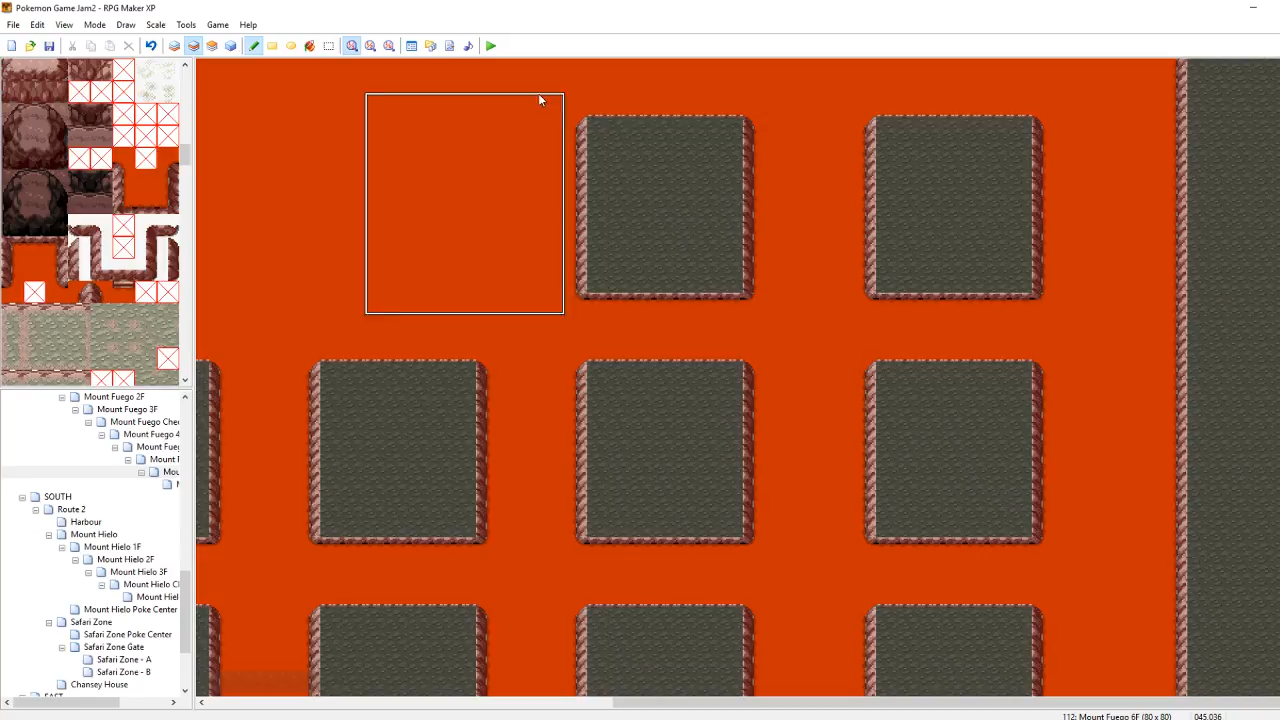 Pokemon Game Jam2 - RPG Maker XP
File Edit View Mode Draw Scale Tools Game Help
Mount Fuego 2F
Mount Fuego 3F
Mount Fuego Che
Mount Fuego 4
Mount Fue
Mount
Mou
SOUTH
Route 2
Harbour
Mount Hielo
Mount Hielo 1F
Mount Hielo 2F
Mount Hielo 3F
Mount Hielo C
Mount Hiel
Mount Hielo Poke Center
Safari Zone
Safari Zone Poke Center
Safari Zone Gate
Safari Zone - A
Safari Zone - B
Chansey House
EAST
112: Mount Fuego 6F (80 x 80) 045,036